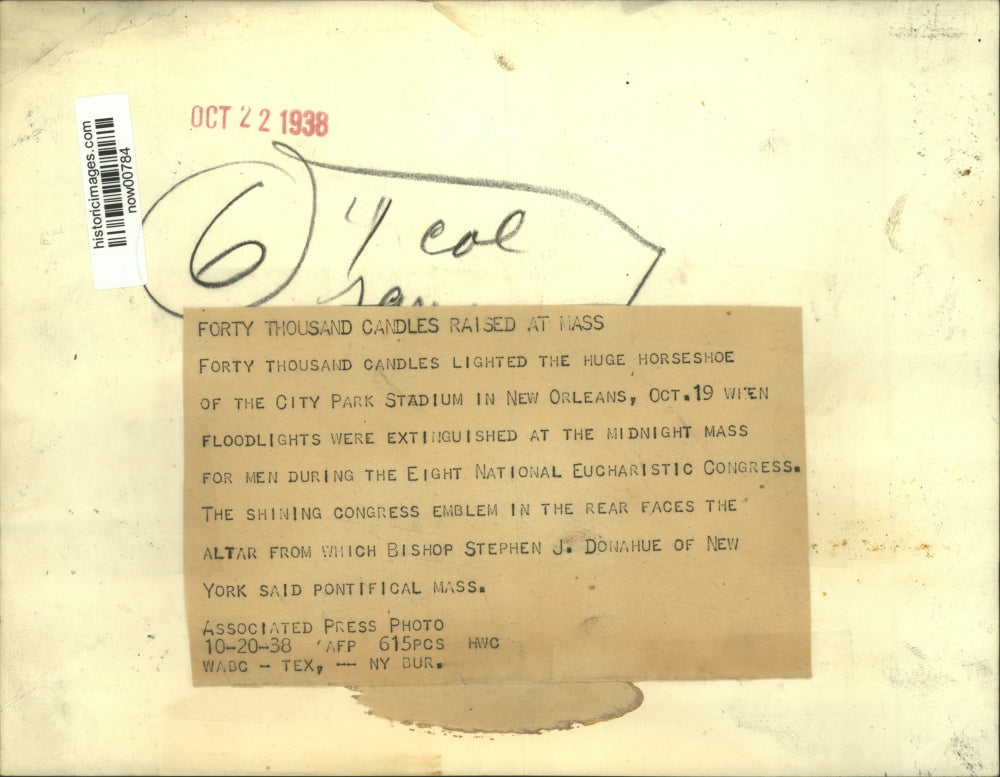 OCT 22 1938
historicimages.com
now00784
6 4 col
FORTY THOUSAND CANDLES RAISED AT MASS
FORTY THOUSAND CANDLES LIGHTED THE HUGE HORSESHOE
OF THE CITY PARK STADIUM IN NEW ORLEANS, OCT.19 WHEN
FLOODLIGHTS WERE EXTINGUISHED AT THE MIDNIGHT MASS
FOR MEN DURING THE EIGHT NATIONAL EUCHARISTIC CONGRESS.
THE SHINING CONGRESS EMBLEM IN THE REAR FACES THE
ALTAR FROM WHICH BISHOP STEPHEN J. DONAHUE OF NEW
YORK SAID PONTIFICAL MASS.
ASSOCIATED PRESS PHOTO
10-20-38 'AFP 615PCS HWC
WABC - TEX, -- NY BUR.